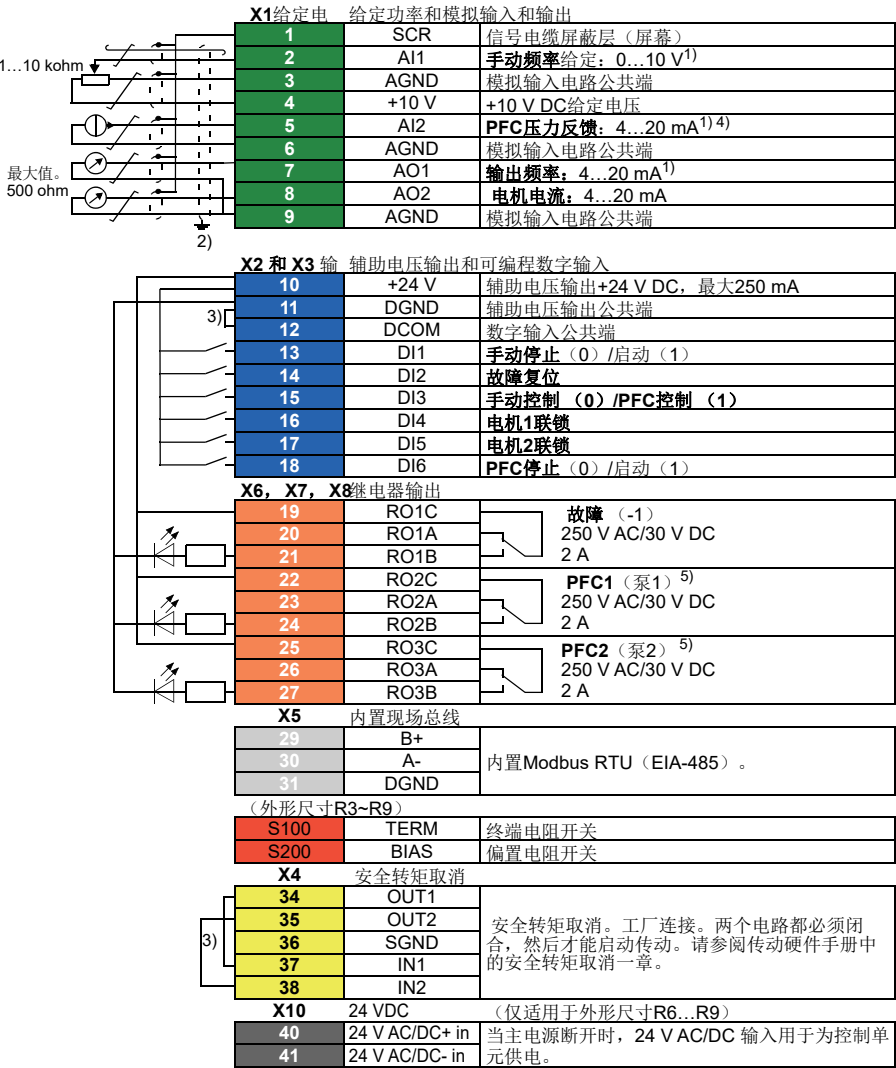 X1给定电 给定功率和模拟输入和输出
1 SCR 信号电缆屏蔽层（屏幕）
2 AI1 手动频率给定：0…10 V1)
1…10 kohm
3 AGND 模拟输入电路公共端
4 +10 V +10 V DC给定电压
5 AI2 PFC压力反馈：4…20 mA1) 4)
6 AGND 模拟输入电路公共端
最大值。
500 ohm
7 AO1 输出频率：4…20 mA1)
8 AO2 电机电流：4…20 mA
9 AGND 模拟输入电路公共端
2)
X2 和 X3 输 辅助电压输出和可编程数字输入
10 +24 V 辅助电压输出+24 V DC，最大250 mA
11 DGND 辅助电压输出公共端
3)
12 DCOM 数字输入公共端
13 DI1 手动停止（0）/启动（1）
14 DI2 故障复位
15 DI3 手动控制 （0）/PFC控制 （1）
16 DI4 电机1联锁
17 DI5 电机2联锁
18 DI6 PFC停止（0）/启动（1）
X6， X7， X8继电器输出
19 RO1C 故障（-1）
20 RO1A 250 V AC/30 V DC
21 RO1B 2 A
22 RO2C PFC1（泵1）5)
23 RO2A 250 V AC/30 V DC
24 RO2B 2 A
25 RO3C PFC2（泵2）5)
26 RO3A 250 V AC/30 V DC
27 RO3B 2 A
X5 内置现场总线
29 B+
30 A- 内置Modbus RTU（EIA-485）。
31 DGND
（外形尺寸R3~R9）
S100 TERM 终端电阻开关
S200 BIAS 偏置电阻开关
X4 安全转矩取消
34 OUT1
35 OUT2
36 SGND
37 IN1
38 IN2
3)
安全转矩取消。工厂连接。两个电路都必须闭
合，然后才能启动传动。请参阅传动硬件手册中
的安全转矩取消一章。
X10 24 VDC （仅适用于外形尺寸R6…R9）
40 24 V AC/DC+ in 当主电源断开时，24 V AC/DC 输入用于为控制单
41 24 V AC/DC- in 元供电。